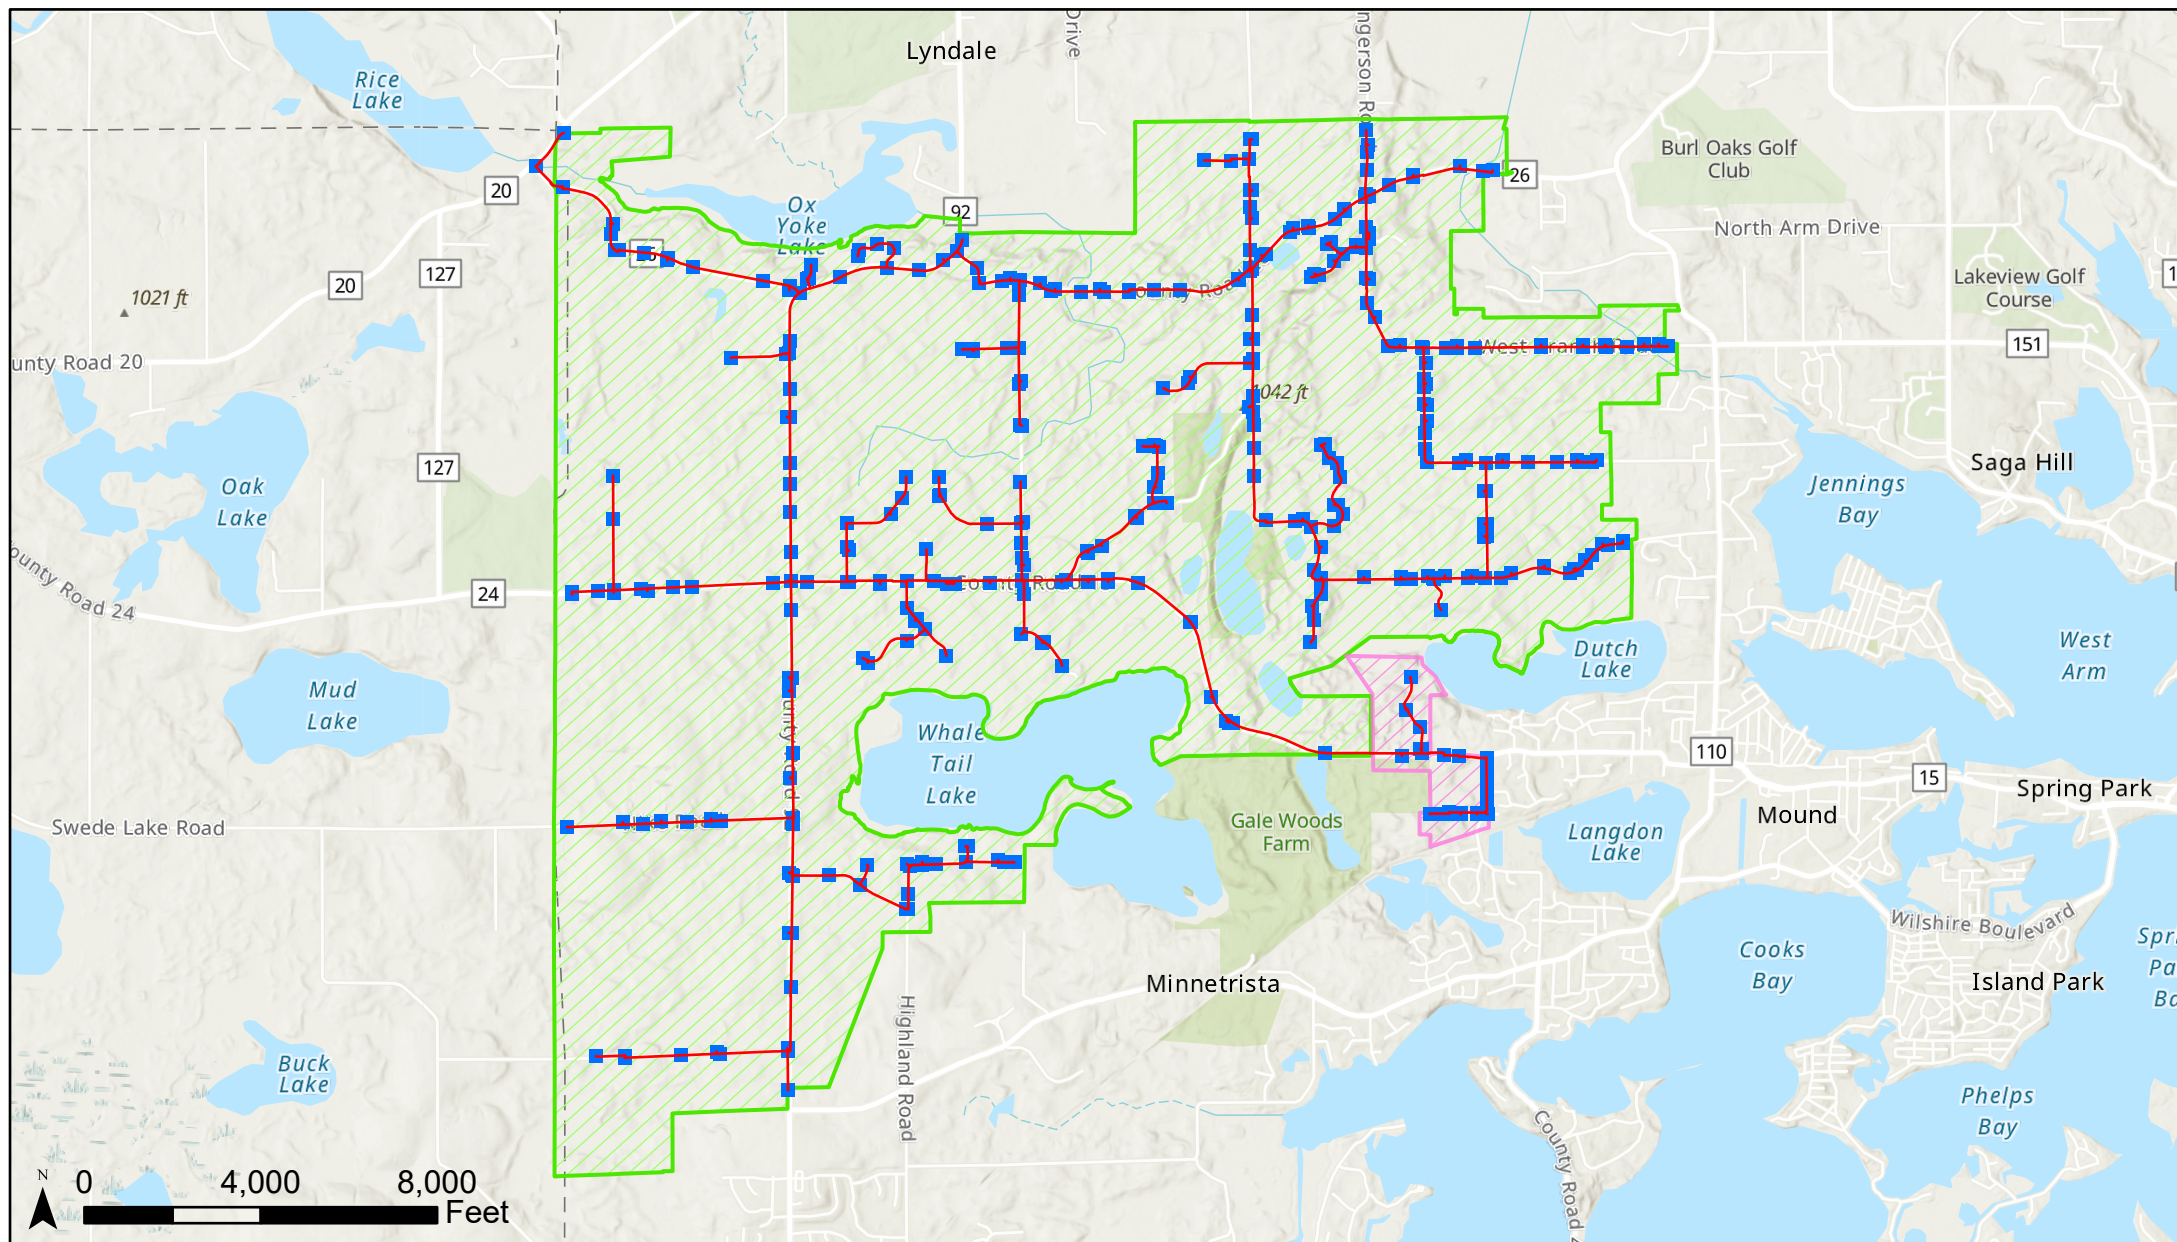 Lyndale
Drive
Rice
Lake
Burl Oaks Golf
Club
26
20
Ox
Yoke
Lake
92
North Arm Drive
127
20
Lakeview Golf
Course
1021 ft
151
unty Road 20
1042 ft
127
Saga Hill
Oak
Lake
Jennings
Bay
24
County Road
ounty Road 24
West
Arm
Dutch
Lake
Mud
Lake
Whale
Tail
Lake
110
15
Spring Park
Mound
Swede Lake Road
Gale Woods
Farm
Langdon
Lake
Wilshire Boulevard
Cooks
Bay
Island Park
Minnetrista
Highland Road
Buck
Lake
Phelps
Bay
County Road
N
0 4,000 8,000
Feet